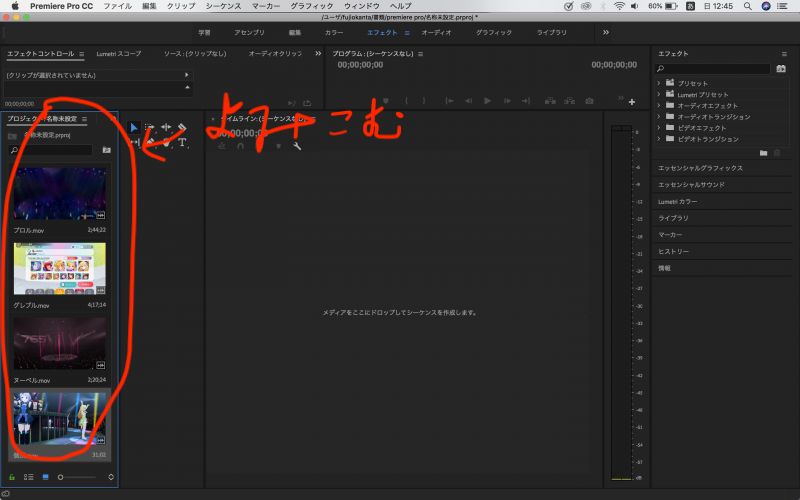 Premiere Pro CC ファイル 編集 クリップ シーケンス マーカー グラフィック ウィンドウ ヘルプ 60% あ 日 12:45
/ユーザ/fujiokanta/書類/premiere pro/名称未設定.prproj *
学習 アセンブリ 編集 カラー エフェクト オーディオ グラフィック ライブラリ
エフェクトコントロール Lumetri スコープ ソース : (クリップなし) オーディオクリップ
プログラム : (シーケンスなし)
エフェクト
(クリップが選択されていません)
00;00;00;00 00;00;00;00
00;00;00;00
プリセット
Lumetri プリセット
オーディオエフェクト
オーディオトランジション
ビデオエフェクト
ビデオトランジション
エッセンシャルグラフィックス
エッセンシャルサウンド
Lumetri カラー
ライブラリ
マーカー
ヒストリー
情報
プロジェクト : 名称未設定
名称未設定.prproj
プロル.mov 2;44;22
グレブル.mov 4;17;14
ヌーベル.mov 2;20;24
31;02
タイムライン : (シーケンスなし)
00;00;00;00
メディアをここにドロップしてシーケンスを作成します。
0
-6
-12
-18
-24
-30
-36
-42
-48
-54
dB